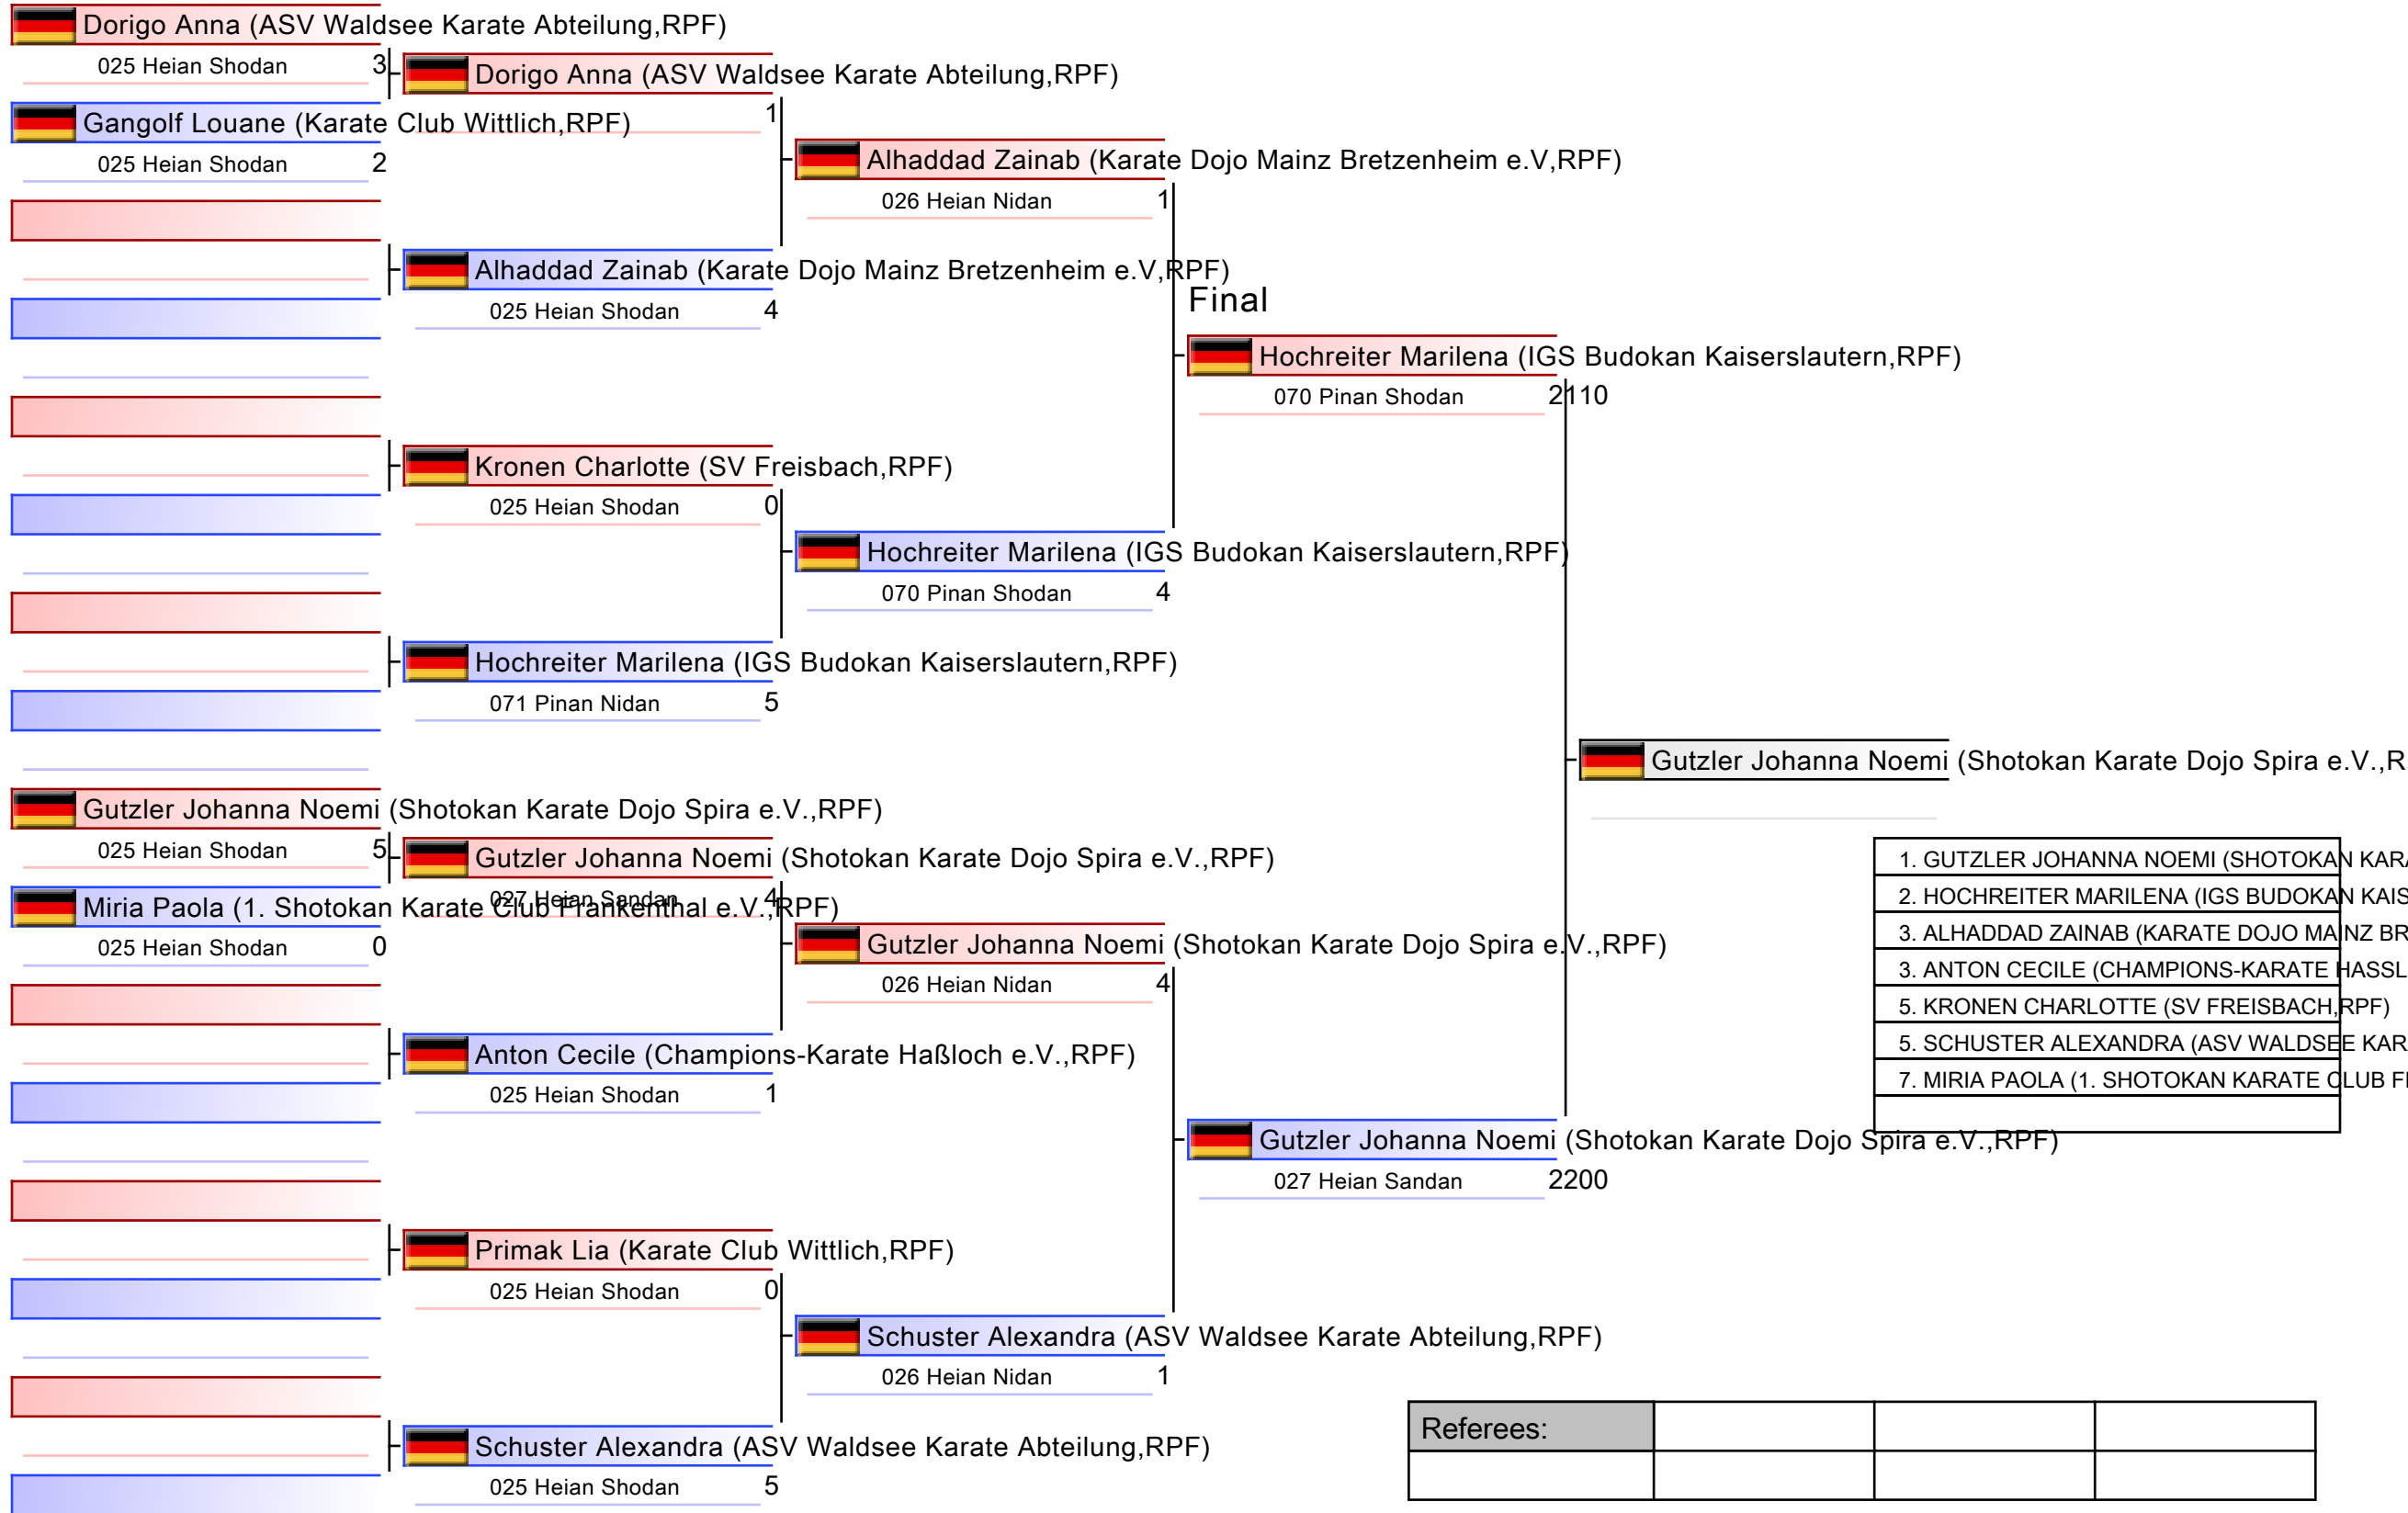 Dorigo Anna (ASV Waldsee Karate Abteilung,RPF)
025 Heian Shodan 3
Gangolf Louane (Karate Club Wittlich,RPF)
025 Heian Shodan 2
Gutzler Johanna Noemi (Shotokan Karate Dojo Spira e.V.,RPF)
025 Heian Shodan 5
Miria Paola (1. Shotokan Karate Club Frankenthal e.V.,RPF)
025 Heian Shodan 0
Dorigo Anna (ASV Waldsee Karate Abteilung,RPF)
1
Alhaddad Zainab (Karate Dojo Mainz Bretzenheim e.V,RPF)
025 Heian Shodan 4
Kronen Charlotte (SV Freisbach,RPF)
025 Heian Shodan 0
Hochreiter Marilena (IGS Budokan Kaiserslautern,RPF)
071 Pinan Nidan 5
Gutzler Johanna Noemi (Shotokan Karate Dojo Spira e.V.,RPF)
027 Heian Sandan 4
Anton Cecile (Champions-Karate Haßloch e.V.,RPF)
025 Heian Shodan 1
Primak Lia (Karate Club Wittlich,RPF)
025 Heian Shodan 0
Schuster Alexandra (ASV Waldsee Karate Abteilung,RPF)
025 Heian Shodan 5
Alhaddad Zainab (Karate Dojo Mainz Bretzenheim e.V,RPF)
026 Heian Nidan 1
Hochreiter Marilena (IGS Budokan Kaiserslautern,RPF)
070 Pinan Shodan 4
Gutzler Johanna Noemi (Shotokan Karate Dojo Spira e.V.,RPF)
026 Heian Nidan 4
Schuster Alexandra (ASV Waldsee Karate Abteilung,RPF)
026 Heian Nidan 1
Final
Hochreiter Marilena (IGS Budokan Kaiserslautern,RPF)
070 Pinan Shodan 2110
Gutzler Johanna Noemi (Shotokan Karate Dojo Spira e.V.,RPF)
027 Heian Sandan 2200
Gutzler Johanna Noemi (Shotokan Karate Dojo Spira e.V.,R
1. GUTZLER JOHANNA NOEMI (SHOTOKAN KARA
2. HOCHREITER MARILENA (IGS BUDOKAN KAIS
3. ALHADDAD ZAINAB (KARATE DOJO MAINZ BR
3. ANTON CECILE (CHAMPIONS-KARATE HASSL
5. KRONEN CHARLOTTE (SV FREISBACH,RPF)
5. SCHUSTER ALEXANDRA (ASV WALDSEE KAR
7. MIRIA PAOLA (1. SHOTOKAN KARATE CLUB F
Referees: